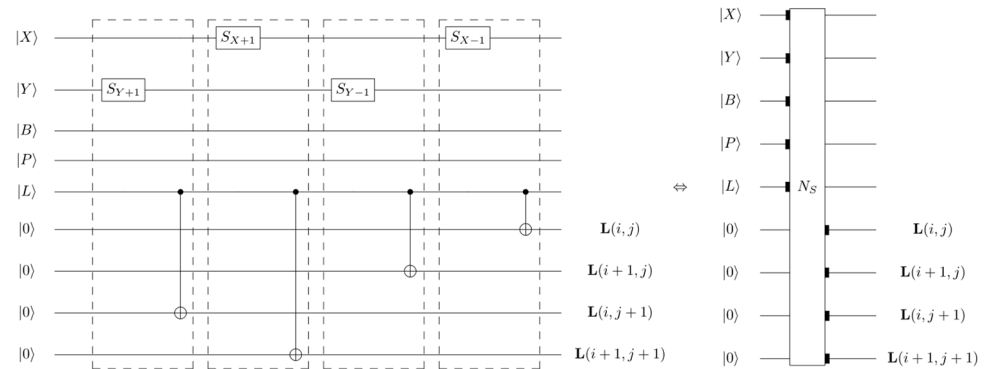 |X⟩ S_{X+1} S_{X−1} |X⟩
|Y⟩ S_{Y+1} S_{Y−1} |Y⟩
|B⟩ |B⟩
|P⟩ |P⟩
|L⟩ ⇔ |L⟩ N_S
|0⟩ L(i, j) |0⟩ L(i, j)
|0⟩ L(i + 1, j) |0⟩ L(i + 1, j)
|0⟩ L(i, j + 1) |0⟩ L(i, j + 1)
|0⟩ L(i + 1, j + 1) |0⟩ L(i + 1, j + 1)